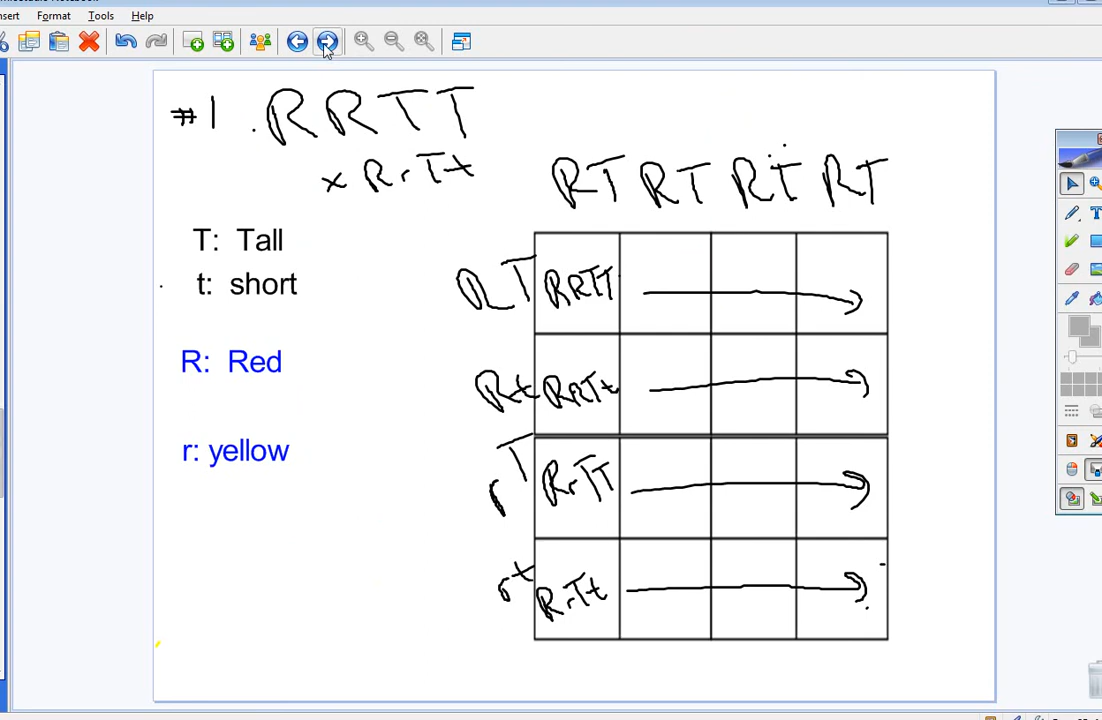 Format Tools Help
#1 . RRTT
x RrTt
RT RT RT RT
T: Tall
t: short
R: Red
r: yellow
RT RRTT
Rt RRTt
rT RrTT
rt RrTt